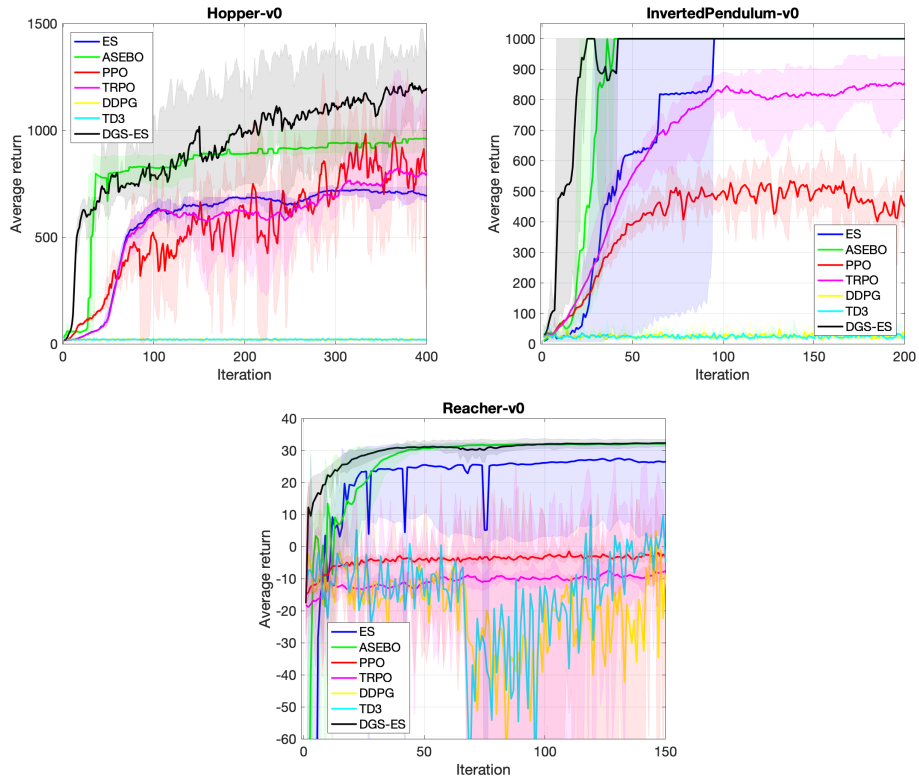 Hopper-v0
1500
1000
500
0
0 100 200 300 400
Average return
Iteration
ES
ASEBO
PPO
TRPO
DDPG
TD3
DGS-ES
InvertedPendulum-v0
1000
900
800
700
600
500
400
300
200
100
0
0 50 100 150 200
Average return
Iteration
ES
ASEBO
PPO
TRPO
DDPG
TD3
DGS-ES
Reacher-v0
40
30
20
10
0
-10
-20
-30
-40
-50
-60
0 50 100 150
Average return
Iteration
ES
ASEBO
PPO
TRPO
DDPG
TD3
DGS-ES